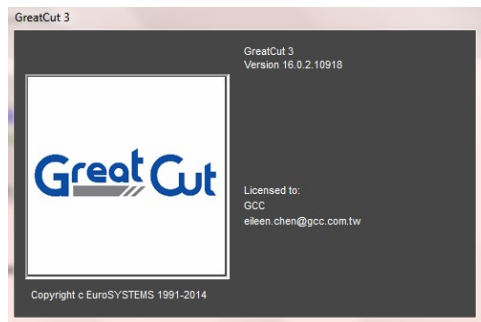 GreatCut 3
GreatCut 3
Version 16.0.2.10918
Great Cut
Licensed to:
GCC
eileen.chen@gcc.com.tw
Copyright c EuroSYSTEMS 1991-2014